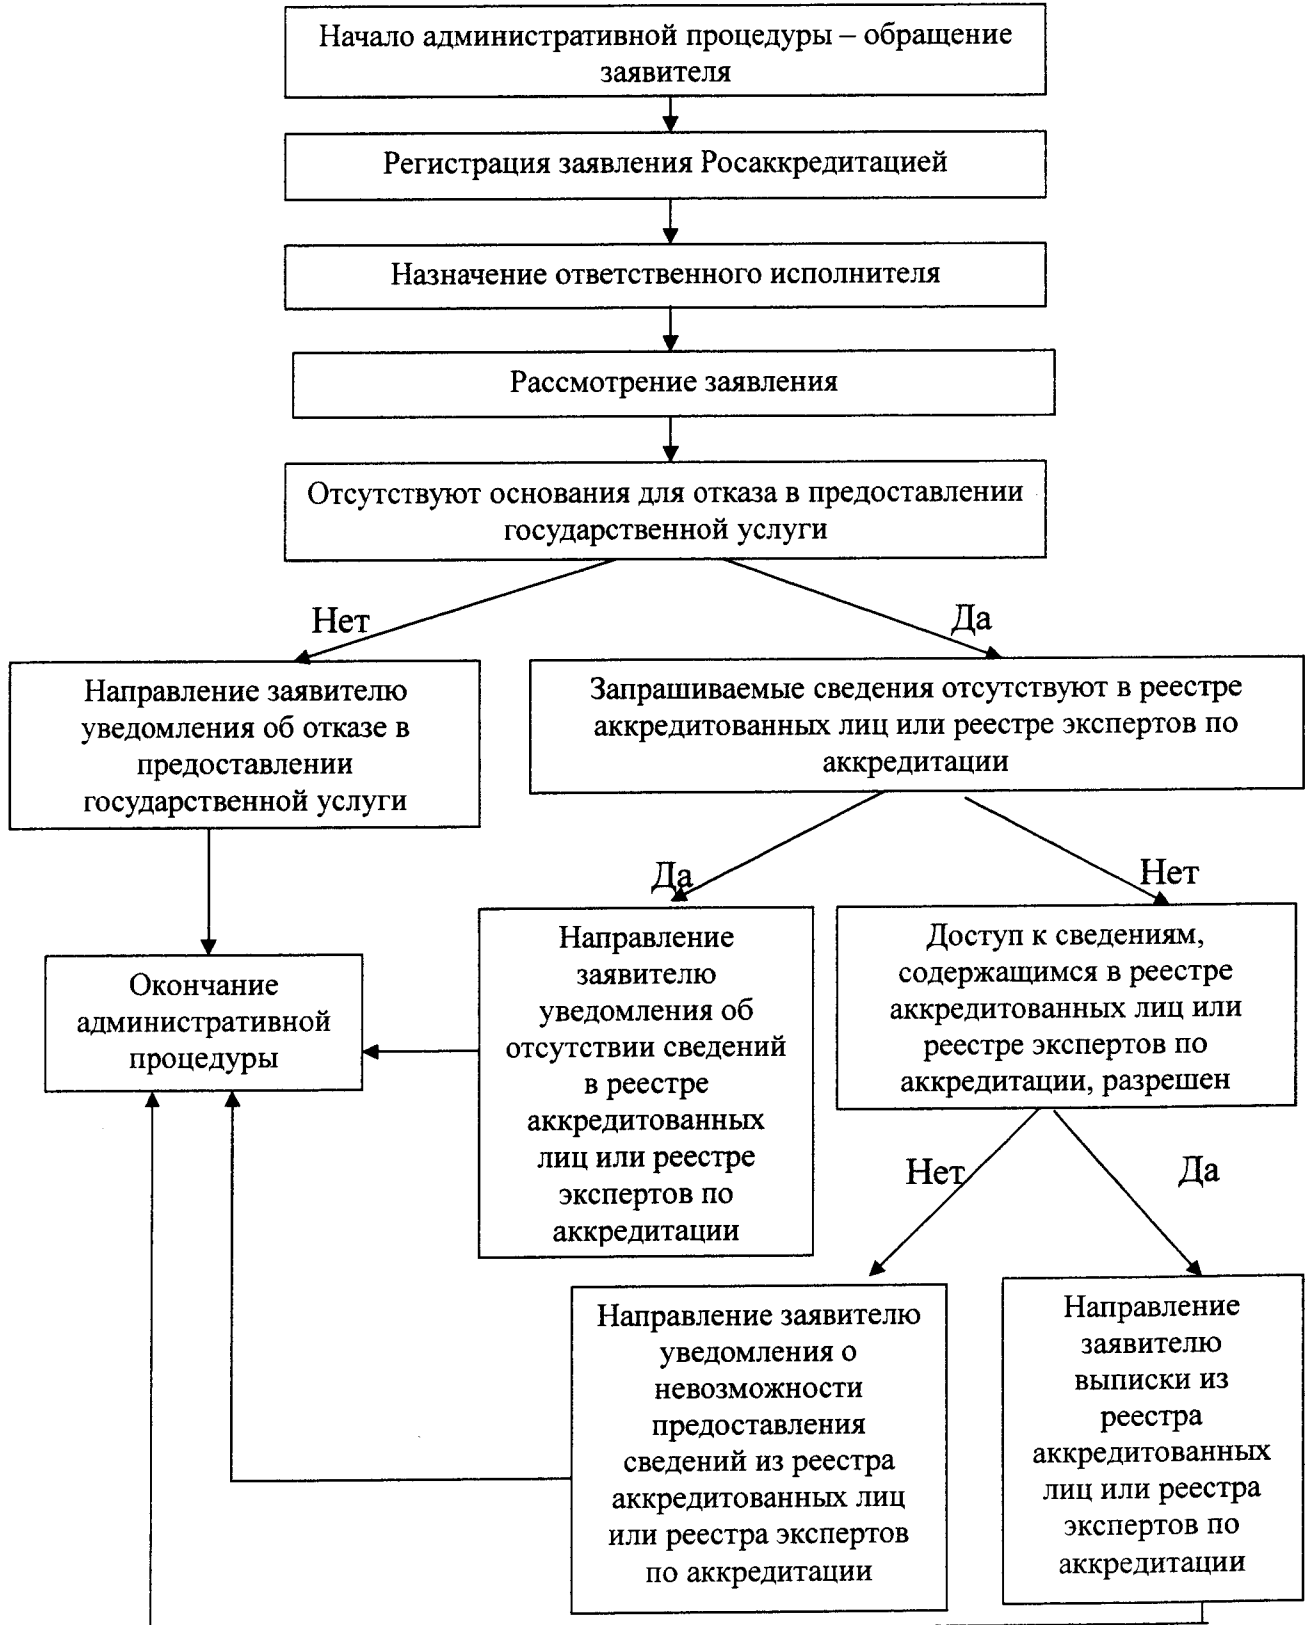 Начало административной процедуры – обращение
заявителя
Регистрация заявления Росаккредитацией
Назначение ответственного исполнителя
Рассмотрение заявления
Отсутствуют основания для отказа в предоставлении
государственной услуги
Нет
Да
Направление заявителю
уведомления об отказе в
предоставлении
государственной услуги
Запрашиваемые сведения отсутствуют в реестре
аккредитованных лиц или реестре экспертов по
аккредитации
Да
Нет
Окончание
административной
процедуры
Направление
заявителю
уведомления об
отсутствии сведений
в реестре
аккредитованных
лиц или реестре
экспертов по
аккредитации
Доступ к сведениям,
содержащимся в реестре
аккредитованных лиц или
реестре экспертов по
аккредитации, разрешен
Нет
Да
Направление заявителю
уведомления о
невозможности
предоставления
сведений из реестра
аккредитованных лиц
или реестра экспертов
по аккредитации
Направление
заявителю
выписки из
реестра
аккредитованных
лиц или реестра
экспертов по
аккредитации